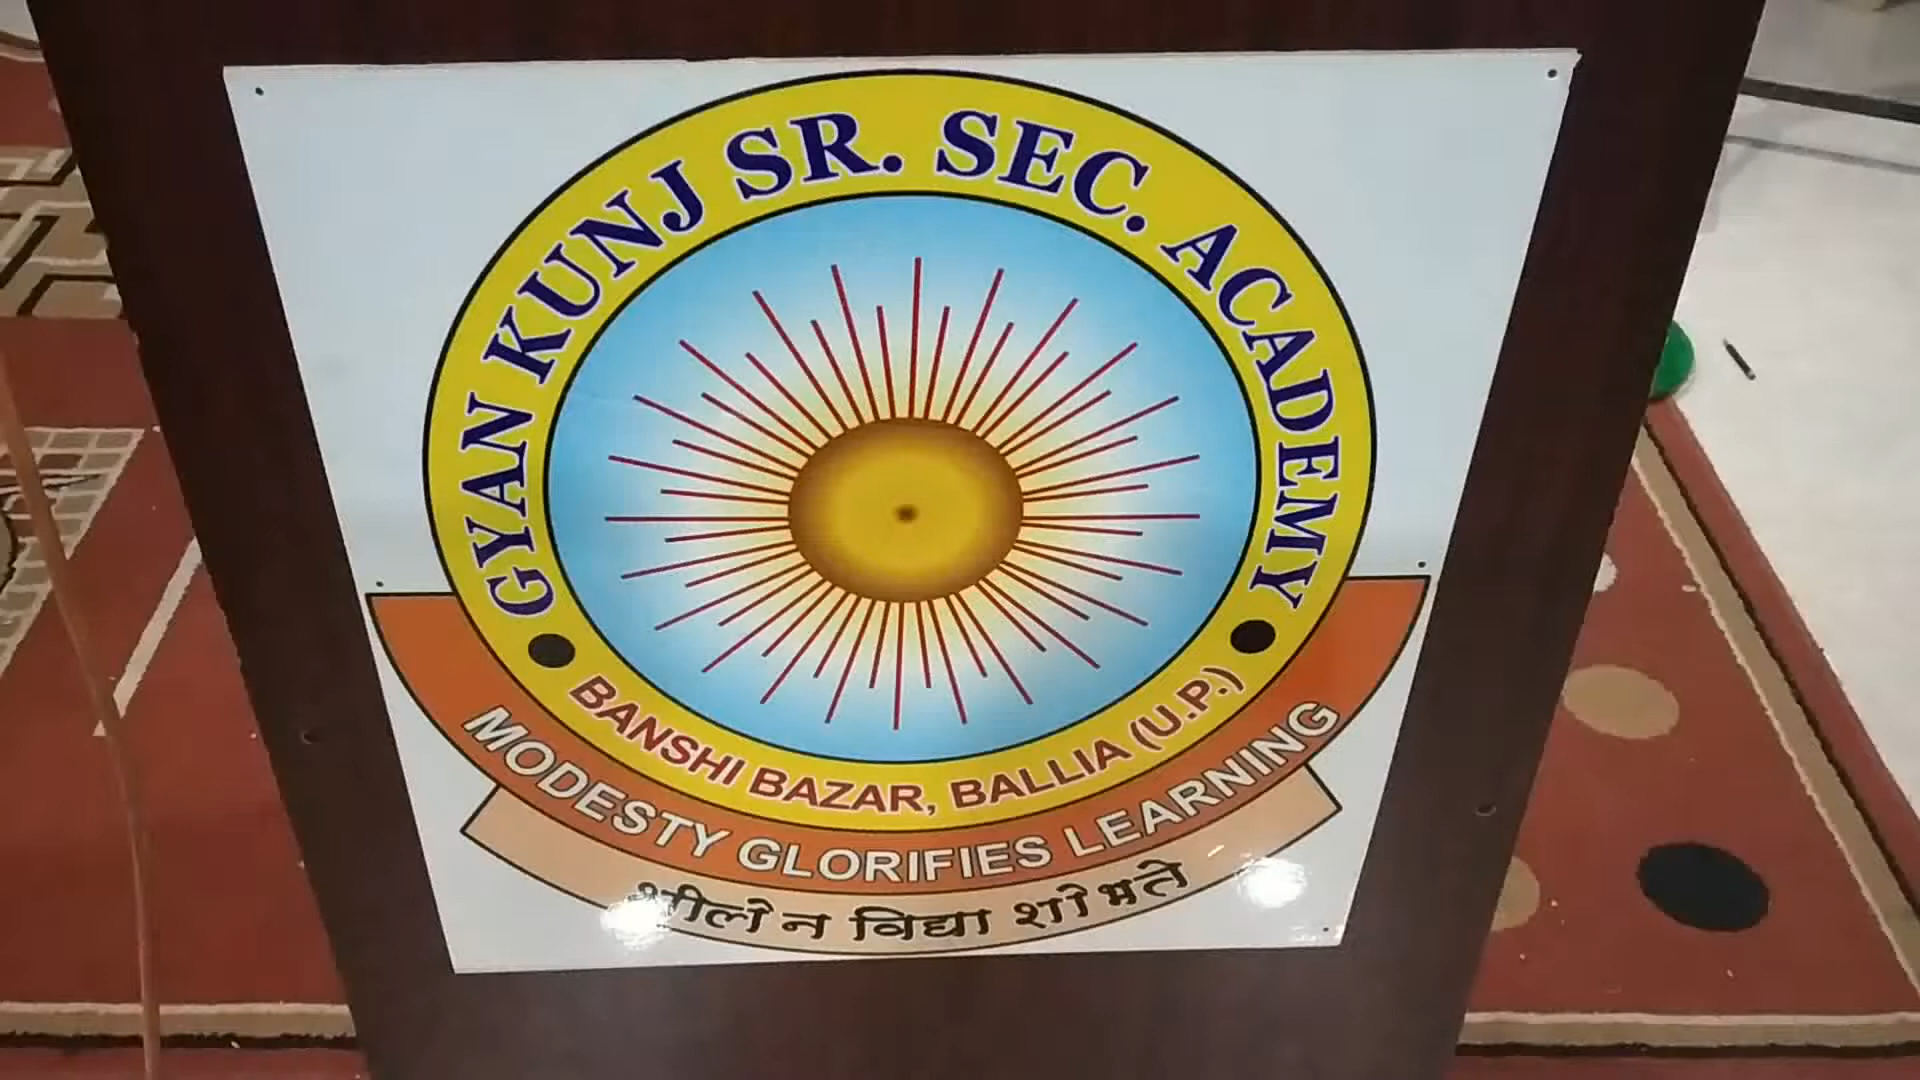 GYAN KUNJ SR. SEC. ACADEMY
BANSHI BAZAR, BALLIA (U.P.)
MODESTY GLORIFIES LEARNING
शीलेन विद्या शोभते